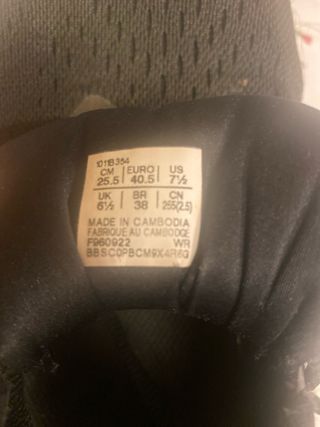 1011B354
CM EURO US
25.5 40.5 7½
UK BR CN
6½ 38 255(2.5)
MADE IN CAMBODIA
FABRIQUE AU CAMBODGE
F960922 WR
BBSC0PBCM9X4R6G